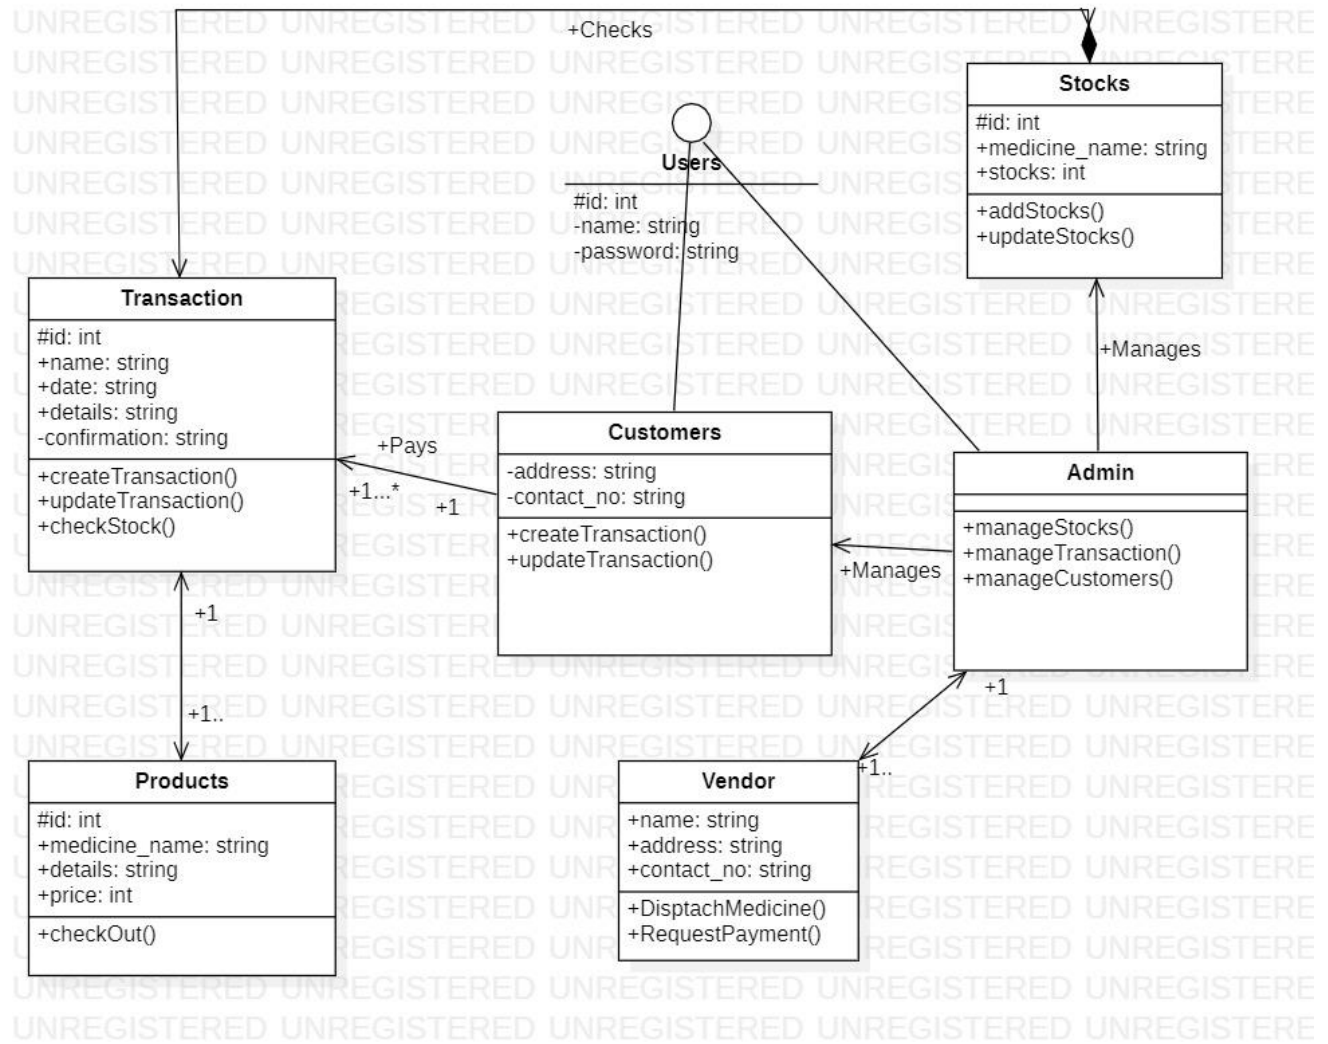 UNREGISTERED
+Checks
Stocks
#id: int
+medicine_name: string
+stocks: int
+addStocks()
+updateStocks()
Users
#id: int
-name: string
-password: string
Transaction
#id: int
+name: string
+date: string
+details: string
-confirmation: string
+createTransaction()
+updateTransaction()
+checkStock()
+Pays
+1...*
+1
Customers
-address: string
-contact_no: string
+createTransaction()
+updateTransaction()
+Manages
Admin
+manageStocks()
+manageTransaction()
+manageCustomers()
+Manages
+1
+1..
+1
+1..
Products
#id: int
+medicine_name: string
+details: string
+price: int
+checkOut()
Vendor
+name: string
+address: string
+contact_no: string
+DisptachMedicine()
+RequestPayment()